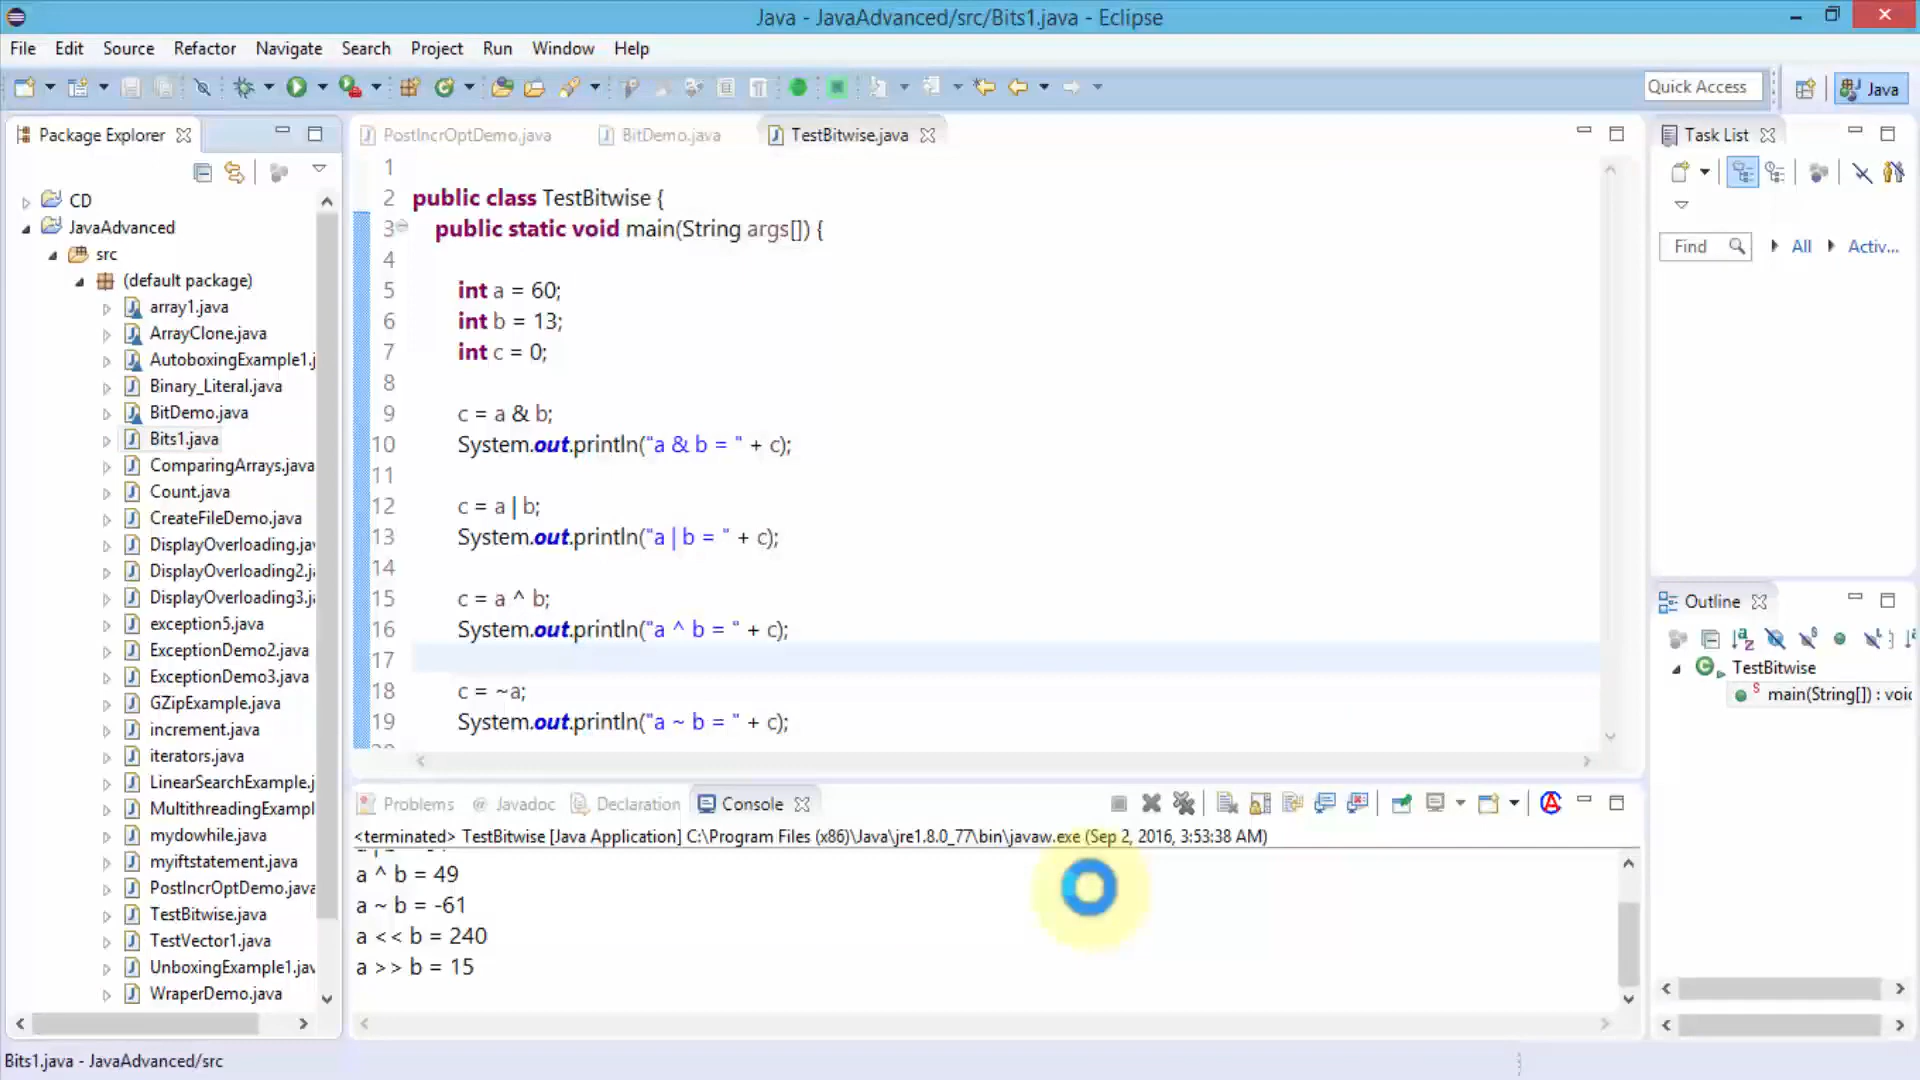 Java - JavaAdvanced/src/Bits1.java - Eclipse
File Edit Source Refactor Navigate Search Project Run Window Help
Quick Access
Java
Package Explorer
CD
JavaAdvanced
src
(default package)
array1.java
ArrayClone.java
AutoboxingExample1.j
Binary_Literal.java
BitDemo.java
Bits1.java
ComparingArrays.java
Count.java
CreateFileDemo.java
DisplayOverloading.jav
DisplayOverloading2.ja
DisplayOverloading3.ja
exception5.java
ExceptionDemo2.java
ExceptionDemo3.java
GZipExample.java
increment.java
iterators.java
LinearSearchExample.j
MultithreadingExampl
mydowhile.java
myiftstatement.java
PostIncrOptDemo.java
TestBitwise.java
TestVector1.java
UnboxingExample1.jav
WraperDemo.java
PostIncrOptDemo.java BitDemo.java TestBitwise.java
1
2 public class TestBitwise {
3 public static void main(String args[]) {
4
5 int a = 60;
6 int b = 13;
7 int c = 0;
8
9 c = a & b;
10 System.out.println("a & b = " + c);
11
12 c = a | b;
13 System.out.println("a | b = " + c);
14
15 c = a ^ b;
16 System.out.println("a ^ b = " + c);
17
18 c = ~a;
19 System.out.println("a ~ b = " + c);
Problems Javadoc Declaration Console
<terminated> TestBitwise [Java Application] C:\Program Files (x86)\Java\jre1.8.0_77\bin\javaw.exe (Sep 2, 2016, 3:53:38 AM)
a ^ b = 49
a ~ b = -61
a << b = 240
a >> b = 15
Task List
Find All Activ...
Outline
TestBitwise
main(String[]) : voi
Bits1.java - JavaAdvanced/src